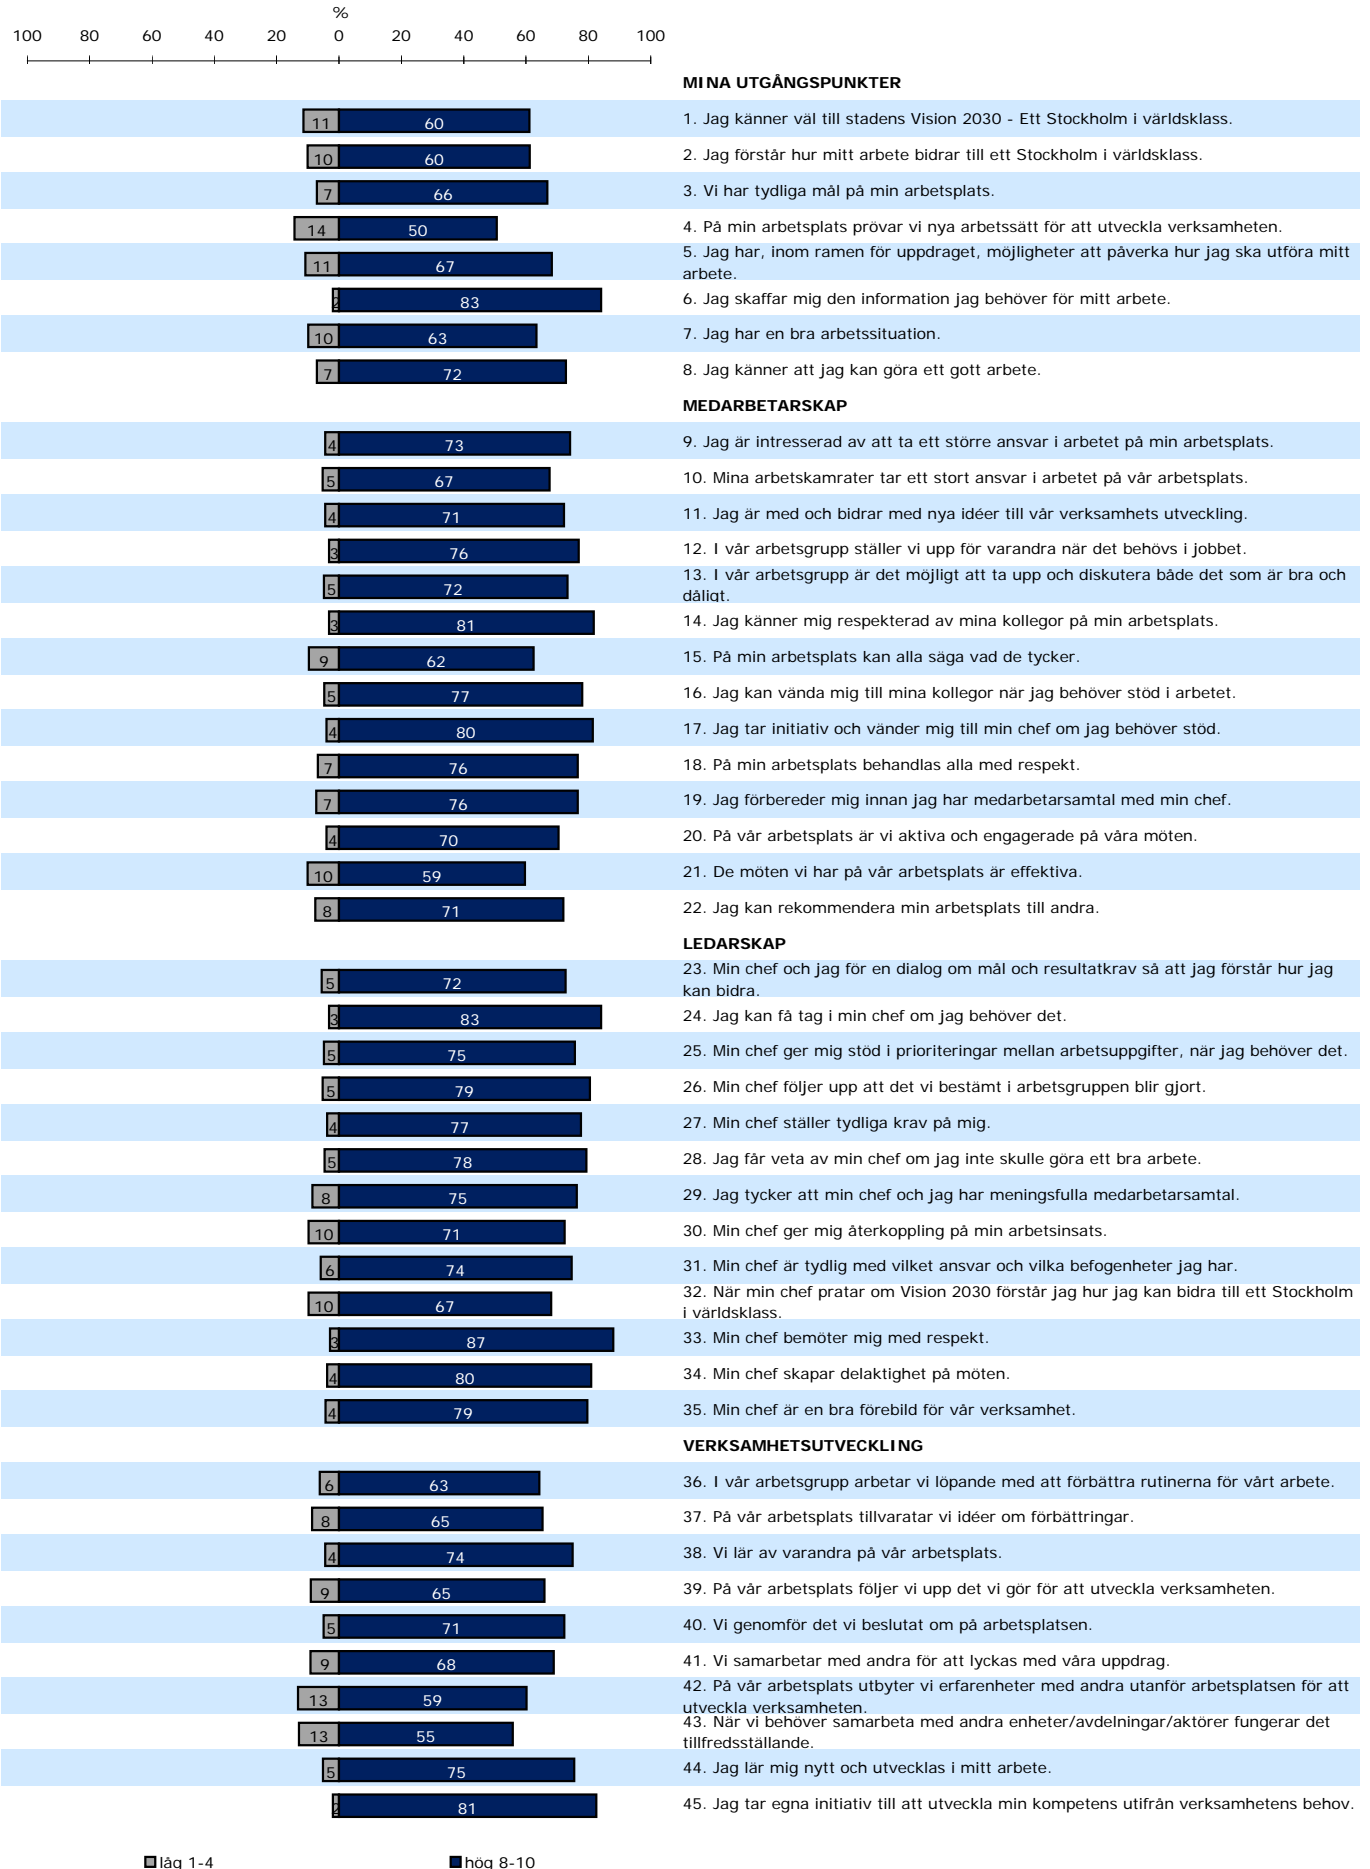 %
100 80 60 40 20 0 20 40 60 80 100
MINA UTGÅNGSPUNKTER
11 60 1. Jag känner väl till stadens Vision 2030 - Ett Stockholm i världsklass.
10 60 2. Jag förstår hur mitt arbete bidrar till ett Stockholm i världsklass.
7 66 3. Vi har tydliga mål på min arbetsplats.
14 50 4. På min arbetsplats prövar vi nya arbetssätt för att utveckla verksamheten.
11 67 5. Jag har, inom ramen för uppdraget, möjligheter att påverka hur jag ska utföra mitt
arbete.
2 83 6. Jag skaffar mig den information jag behöver för mitt arbete.
10 63 7. Jag har en bra arbetssituation.
7 72 8. Jag känner att jag kan göra ett gott arbete.
MEDARBETARSKAP
4 73 9. Jag är intresserad av att ta ett större ansvar i arbetet på min arbetsplats.
5 67 10. Mina arbetskamrater tar ett stort ansvar i arbetet på vår arbetsplats.
4 71 11. Jag är med och bidrar med nya idéer till vår verksamhets utveckling.
3 76 12. I vår arbetsgrupp ställer vi upp för varandra när det behövs i jobbet.
5 72 13. I vår arbetsgrupp är det möjligt att ta upp och diskutera både det som är bra och
dåligt.
3 81 14. Jag känner mig respekterad av mina kollegor på min arbetsplats.
9 62 15. På min arbetsplats kan alla säga vad de tycker.
5 77 16. Jag kan vända mig till mina kollegor när jag behöver stöd i arbetet.
4 80 17. Jag tar initiativ och vänder mig till min chef om jag behöver stöd.
7 76 18. På min arbetsplats behandlas alla med respekt.
7 76 19. Jag förbereder mig innan jag har medarbetarsamtal med min chef.
4 70 20. På vår arbetsplats är vi aktiva och engagerade på våra möten.
10 59 21. De möten vi har på vår arbetsplats är effektiva.
8 71 22. Jag kan rekommendera min arbetsplats till andra.
LEDARSKAP
5 72 23. Min chef och jag för en dialog om mål och resultatkrav så att jag förstår hur jag
kan bidra.
3 83 24. Jag kan få tag i min chef om jag behöver det.
5 75 25. Min chef ger mig stöd i prioriteringar mellan arbetsuppgifter, när jag behöver det.
5 79 26. Min chef följer upp att det vi bestämt i arbetsgruppen blir gjort.
4 77 27. Min chef ställer tydliga krav på mig.
5 78 28. Jag får veta av min chef om jag inte skulle göra ett bra arbete.
8 75 29. Jag tycker att min chef och jag har meningsfulla medarbetarsamtal.
10 71 30. Min chef ger mig återkoppling på min arbetsinsats.
6 74 31. Min chef är tydlig med vilket ansvar och vilka befogenheter jag har.
10 67 32. När min chef pratar om Vision 2030 förstår jag hur jag kan bidra till ett Stockholm
i världsklass.
3 87 33. Min chef bemöter mig med respekt.
4 80 34. Min chef skapar delaktighet på möten.
4 79 35. Min chef är en bra förebild för vår verksamhet.
VERKSAMHETSUTVECKLING
6 63 36. I vår arbetsgrupp arbetar vi löpande med att förbättra rutinerna för vårt arbete.
8 65 37. På vår arbetsplats tillvaratar vi idéer om förbättringar.
4 74 38. Vi lär av varandra på vår arbetsplats.
9 65 39. På vår arbetsplats följer vi upp det vi gör för att utveckla verksamheten.
5 71 40. Vi genomför det vi beslutat om på arbetsplatsen.
9 68 41. Vi samarbetar med andra för att lyckas med våra uppdrag.
13 59 42. På vår arbetsplats utbyter vi erfarenheter med andra utanför arbetsplatsen för att
utveckla verksamheten.
13 55 43. När vi behöver samarbeta med andra enheter/avdelningar/aktörer fungerar det
tillfredsställande.
5 75 44. Jag lär mig nytt och utvecklas i mitt arbete.
2 81 45. Jag tar egna initiativ till att utveckla min kompetens utifrån verksamhetens behov.
låg 1-4 hög 8-10